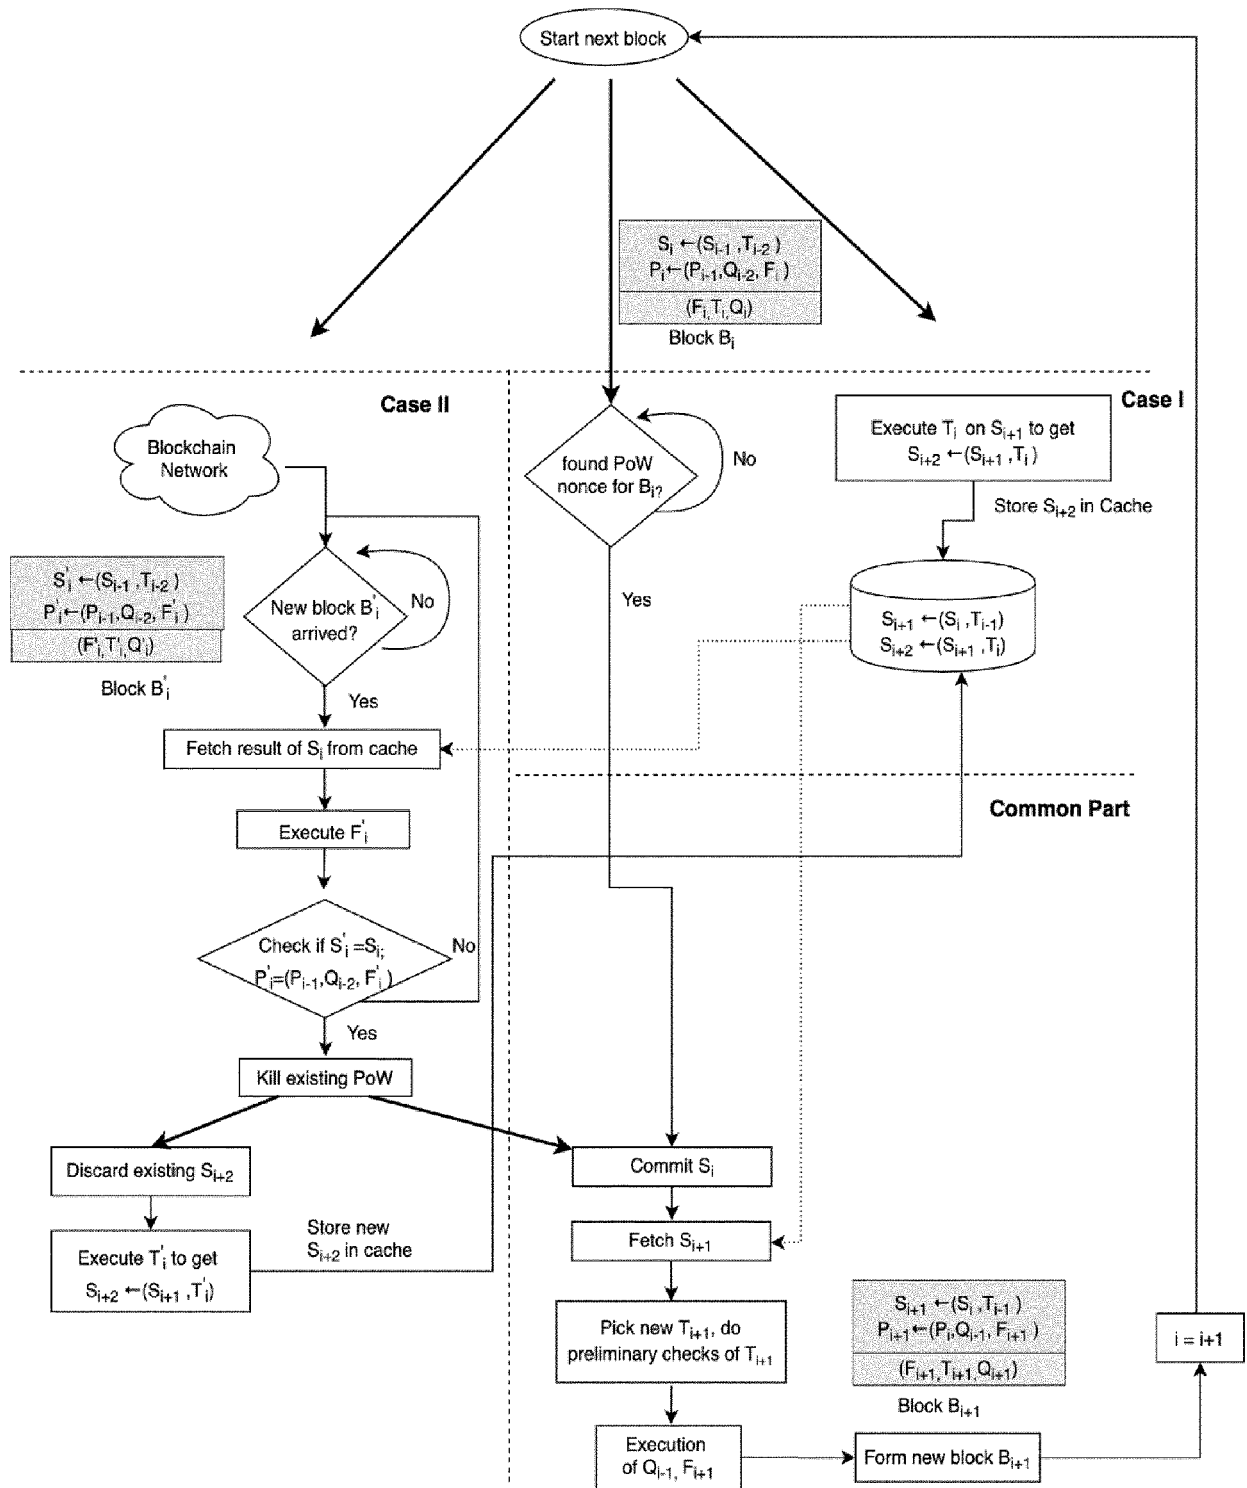 Start next block
Sᵢ ←(Sᵢ₋₁ ,Tᵢ₋₂ )
Pᵢ←(Pᵢ₋₁,Qᵢ₋₂, Fᵢ )
(Fᵢ,Tᵢ,Qᵢ)
Block Bᵢ
Case II
Case I
Blockchain
Network
found PoW
nonce for Bᵢ?
No
Yes
Execute Tᵢ on Sᵢ₊₁ to get
Sᵢ₊₂ ←(Sᵢ₊₁ ,Tᵢ)
Store Sᵢ₊₂ in Cache
Sᵢ₊₁ ←(Sᵢ ,Tᵢ₋₁)
Sᵢ₊₂ ←(Sᵢ₊₁ ,Tᵢ)
S'ᵢ ←(Sᵢ₋₁ ,Tᵢ₋₂ )
P'ᵢ←(Pᵢ₋₁,Qᵢ₋₂, F'ᵢ )
(F'ᵢ,T'ᵢ,Q'ᵢ)
Block B'ᵢ
New block B'ᵢ
arrived?
No
Yes
Fetch result of Sᵢ from cache
Execute F'ᵢ
Common Part
Check if S'ᵢ =Sᵢ;
P'ᵢ=(Pᵢ₋₁,Qᵢ₋₂, F'ᵢ )
No
Yes
Kill existing PoW
Discard existing Sᵢ₊₂
Execute T'ᵢ to get
Sᵢ₊₂ ←(Sᵢ₊₁ ,T'ᵢ)
Store new
Sᵢ₊₂ in cache
Commit Sᵢ
Fetch Sᵢ₊₁
Pick new Tᵢ₊₁, do
preliminary checks of Tᵢ₊₁
Execution
of Qᵢ₋₁, Fᵢ₊₁
Sᵢ₊₁ ←(Sᵢ ,Tᵢ₋₁)
Pᵢ₊₁ ←(Pᵢ,Qᵢ₋₁, Fᵢ₊₁)
(Fᵢ₊₁,Tᵢ₊₁,Qᵢ₊₁)
Block Bᵢ₊₁
Form new block Bᵢ₊₁
i = i+1